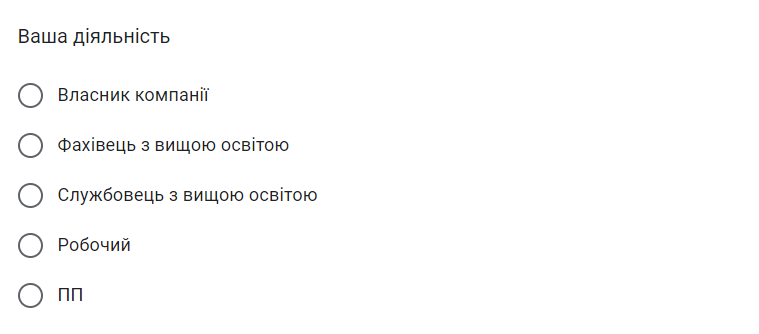 Ваша діяльність
Власник компанії
Фахівець з вищою освітою
Службовець з вищою освітою
Робочий
ПП